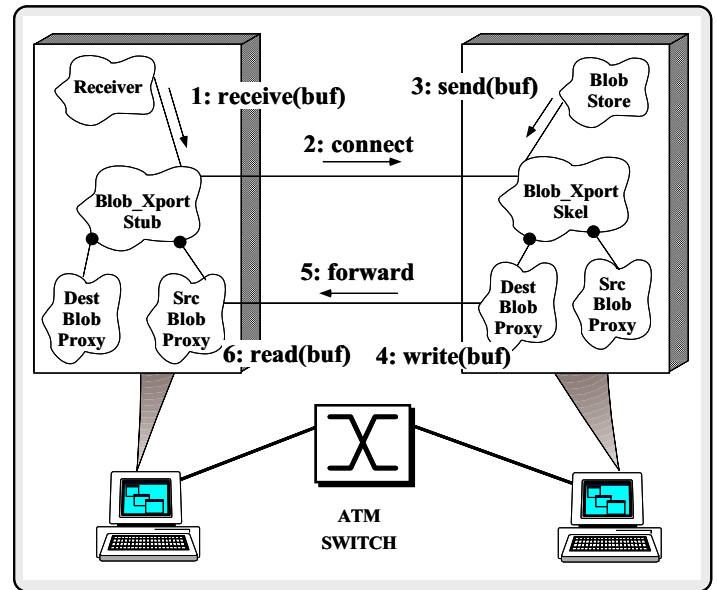 Receiver
1: receive(buf)
3: send(buf)
Blob
Store
2: connect
Blob_Xport
Stub
Blob_Xport
Skel
5: forward
Dest
Blob
Proxy
Src
Blob
Proxy
Dest
Blob
Proxy
Src
Blob
Proxy
6: read(buf)
4: write(buf)
ATM
SWITCH